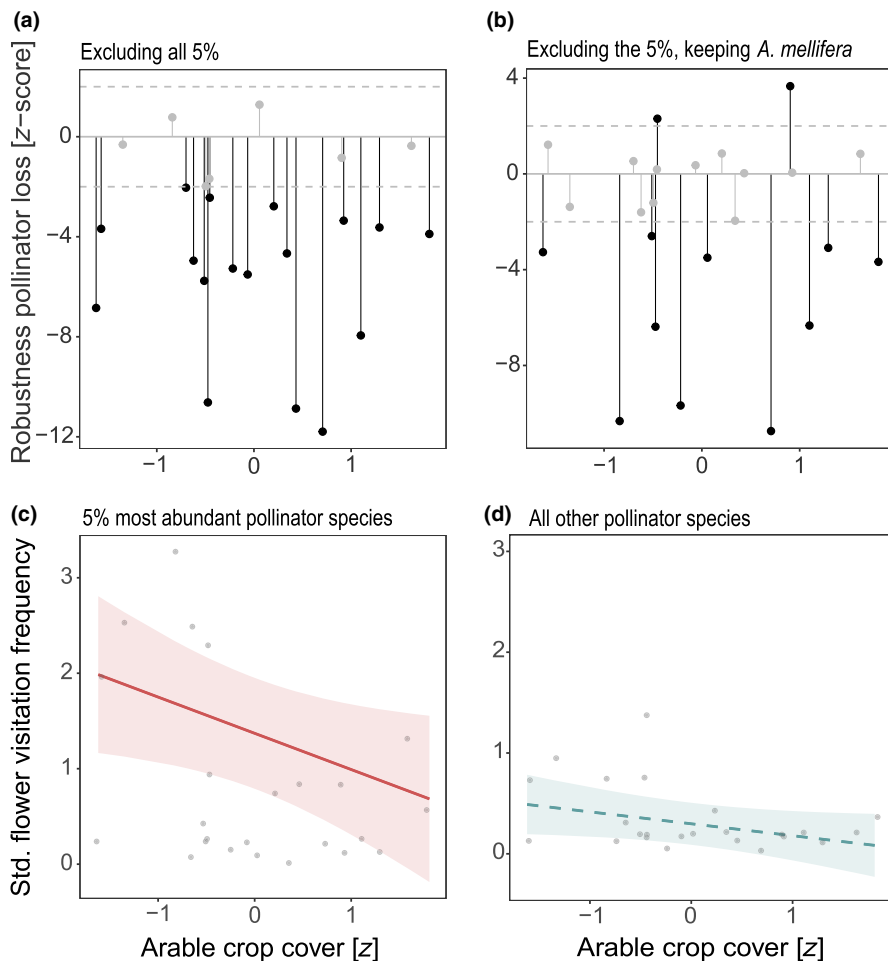 (a)
Excluding all 5%
Robustness pollinator loss [z−score]
0
−4
−8
−12
−1
0
1
(b)
Excluding the 5%, keeping A. mellifera
4
0
−4
−8
−1
0
1
(c)
5% most abundant pollinator species
Std. flower visitation frequency
3
2
1
0
−1
0
1
Arable crop cover [z]
(d)
All other pollinator species
3
2
1
0
−1
0
1
Arable crop cover [z]